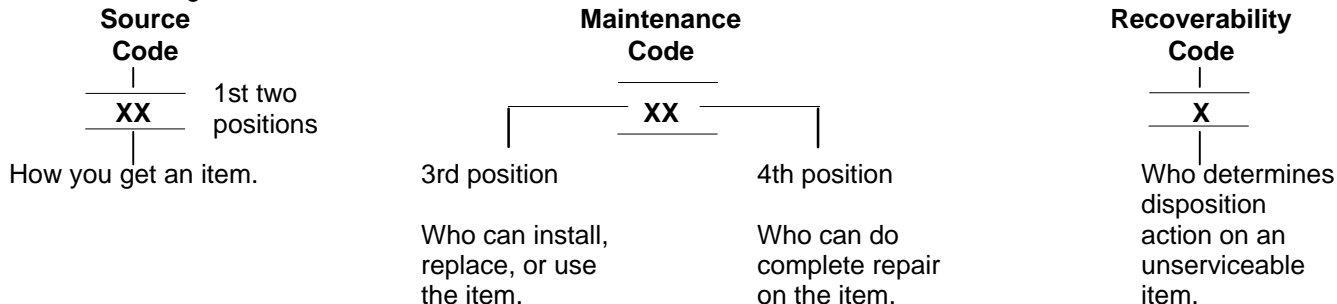 Source
Code
XX
1st two
positions
How you get an item.
Maintenance
Code
XX
3rd position
Who can install,
replace, or use
the item.
4th position
Who can do
complete repair
on the item.
Recoverability
Code
X
Who determines
disposition
action on an
unserviceable
item.